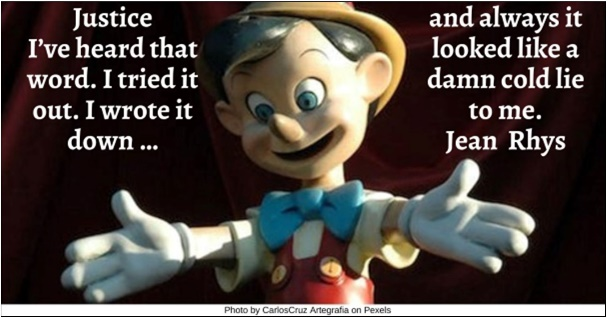 Justice
I’ve heard that
word. I tried it
out. I wrote it
down ...
and always it
looked like a
damn cold lie
to me.
Jean Rhys
Photo by CarlosCruz Artegrafia on Pexels